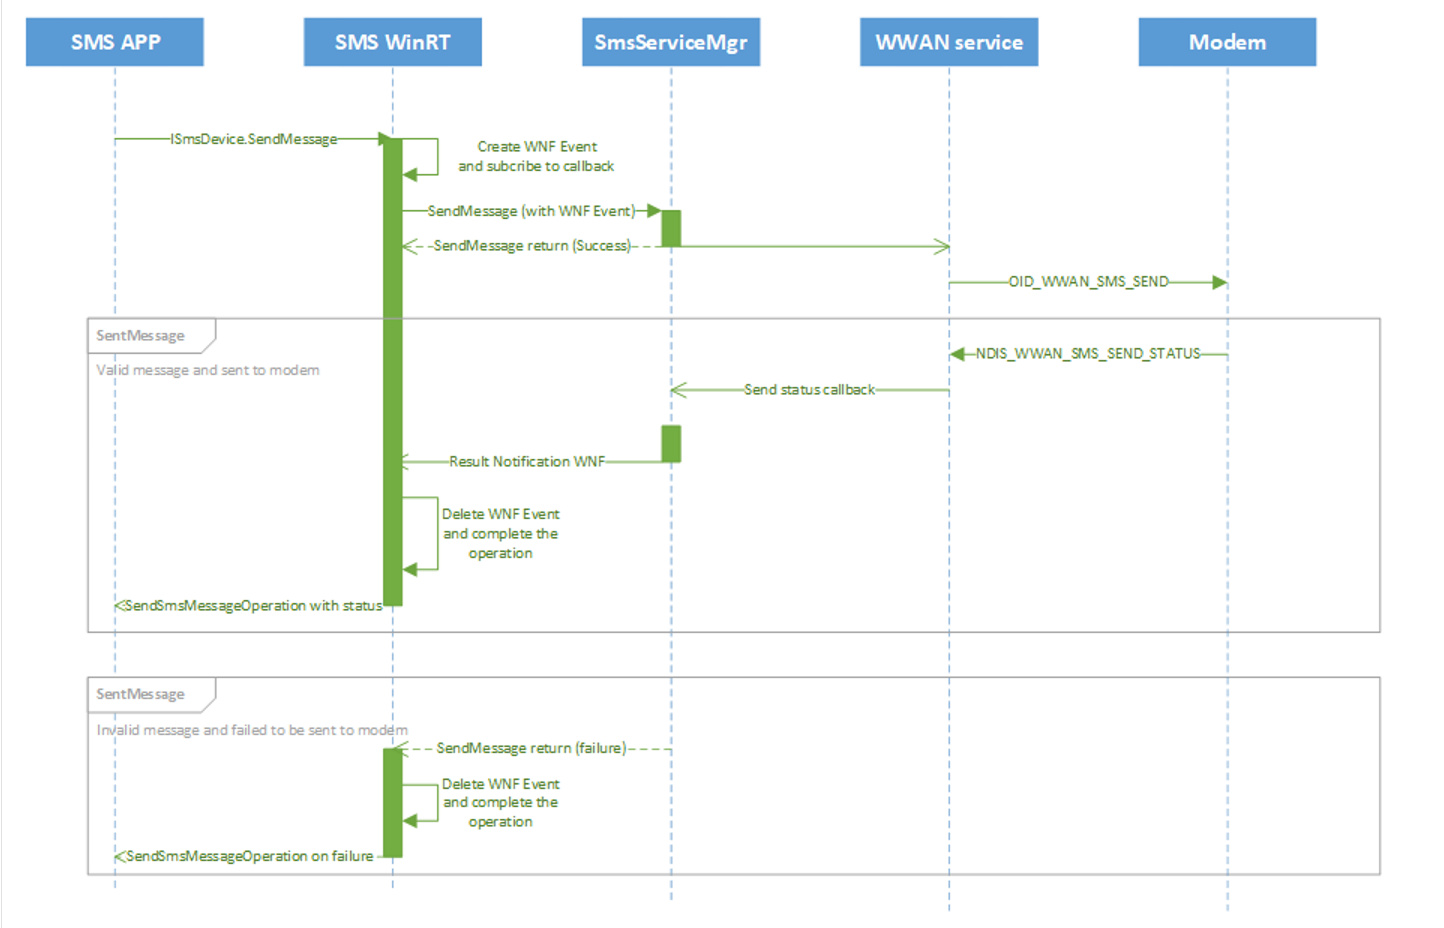 SMS APP
SMS WinRT
SmsServiceMgr
WWAN service
Modem
ISmsDevice.SendMessage
Create WNF Event
and subcribe to callback
SendMessage (with WNF Event)
SendMessage return (Success)
OID_WWAN_SMS_SEND
SentMessage
Valid message and sent to modem
NDIS_WWAN_SMS_SEND_STATUS
Send status callback
Result Notification WNF
Delete WNF Event
and complete the
operation
SendSmsMessageOperation with status
SentMessage
Invalid message and failed to be sent to modem
SendMessage return (failure)
Delete WNF Event
and complete the
operation
SendSmsMessageOperation on failure